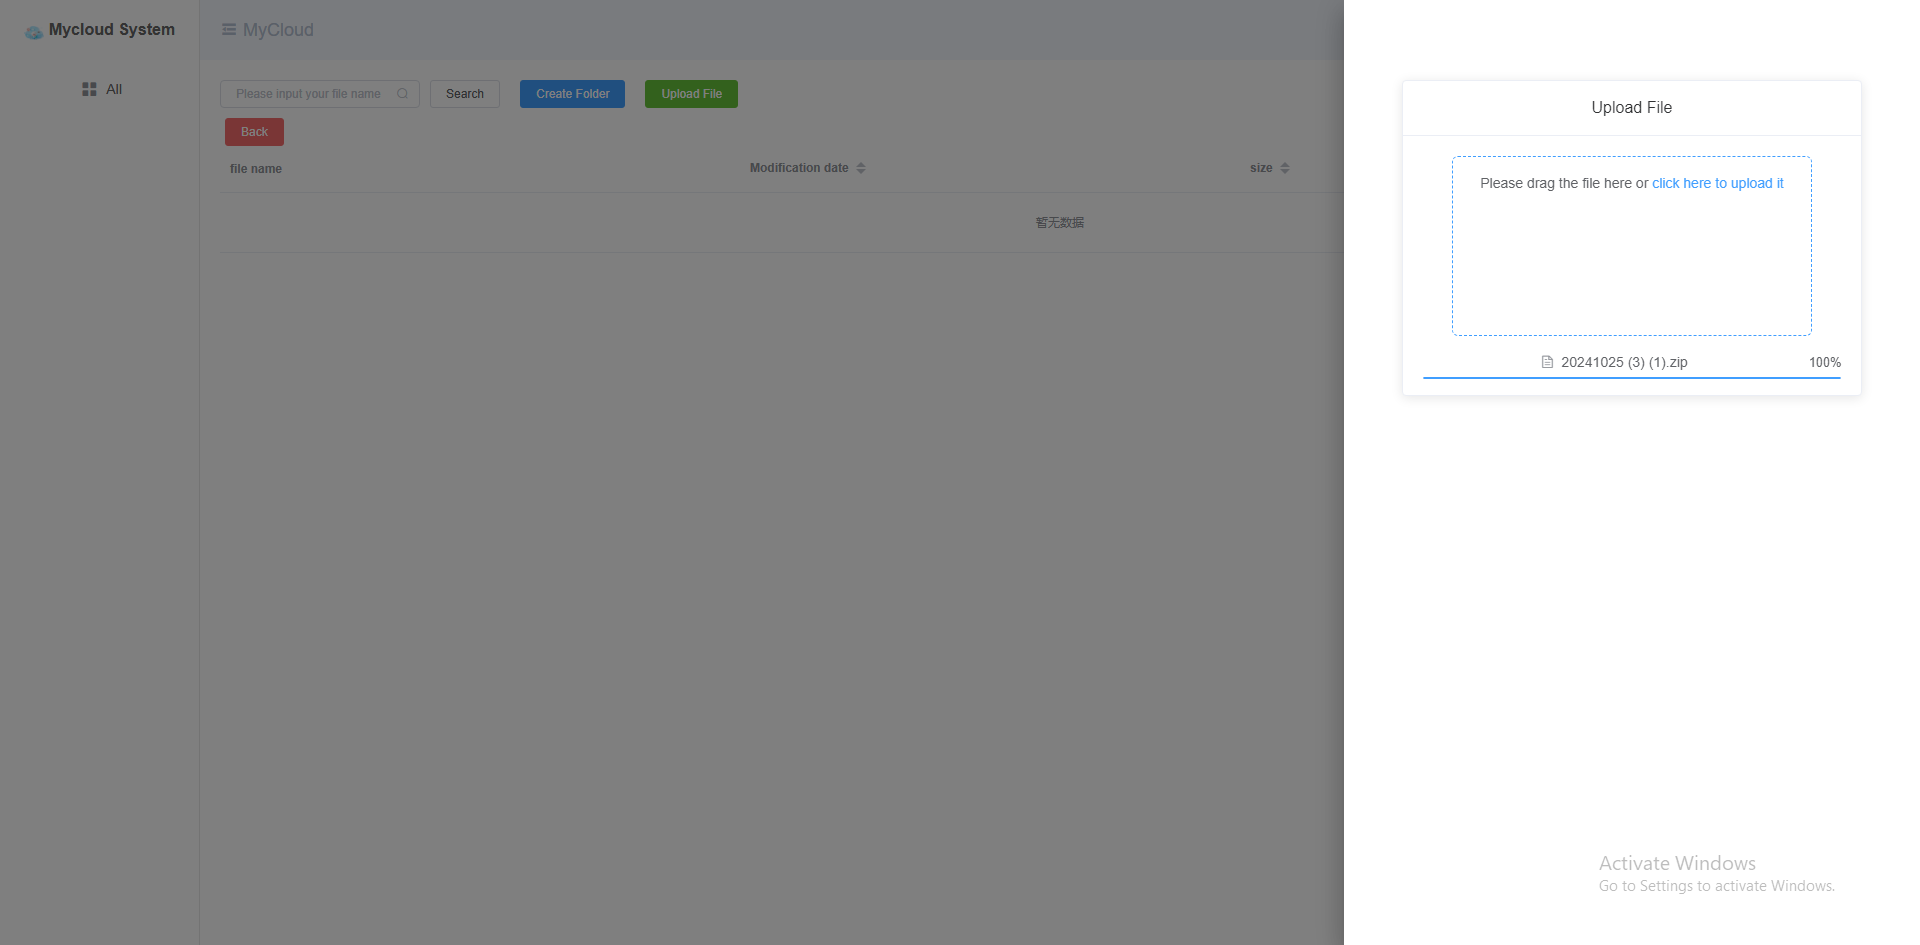 Mycloud System
All
MyCloud
Please input your file name
Search
Create Folder
Upload File
Back
file name
Modification date
size
暂无数据
Upload File
Please drag the file here or click here to upload it
20241025 (3) (1).zip
100%
Activate Windows
Go to Settings to activate Windows.